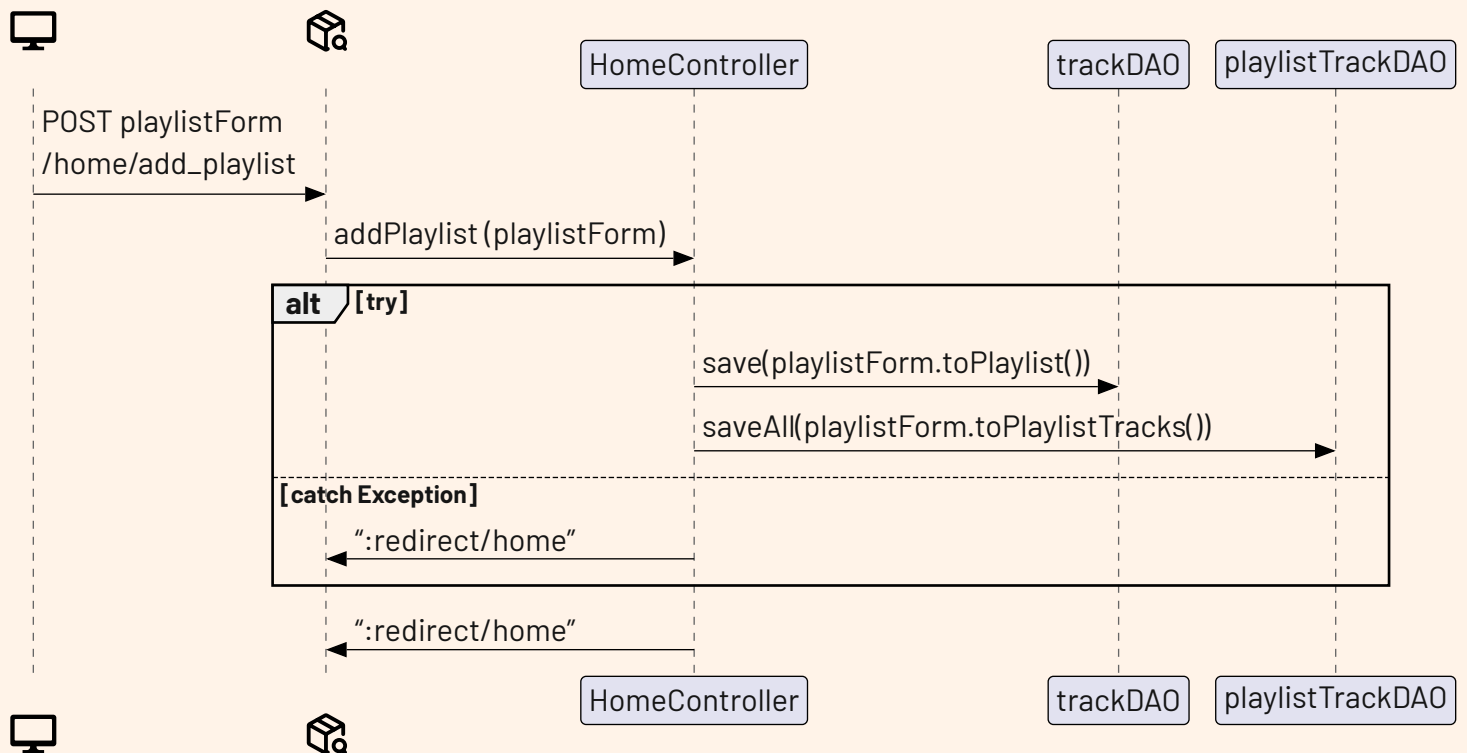 HomeController
trackDAO
playlistTrackDAO
POST playlistForm
/home/add_playlist
addPlaylist (playlistForm)
alt
[try]
save(playlistForm.toPlaylist())
saveAll(playlistForm.toPlaylistTracks())
[catch Exception]
“:redirect/home”
“:redirect/home”
HomeController
trackDAO
playlistTrackDAO